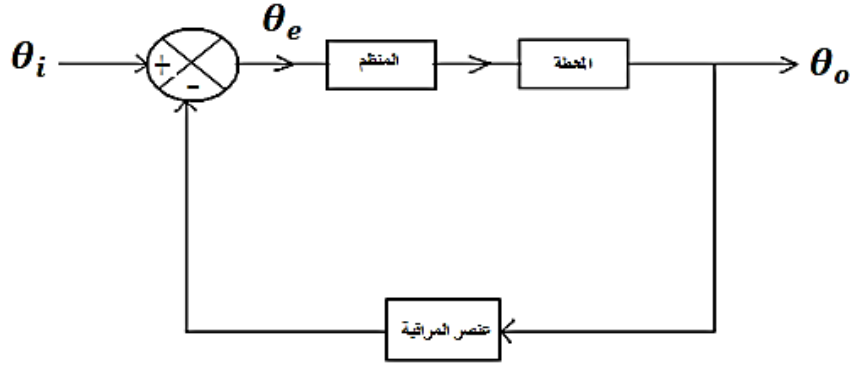 θi
+
-
θe
المنظم
المحطة
θo
عنصر المراقبة